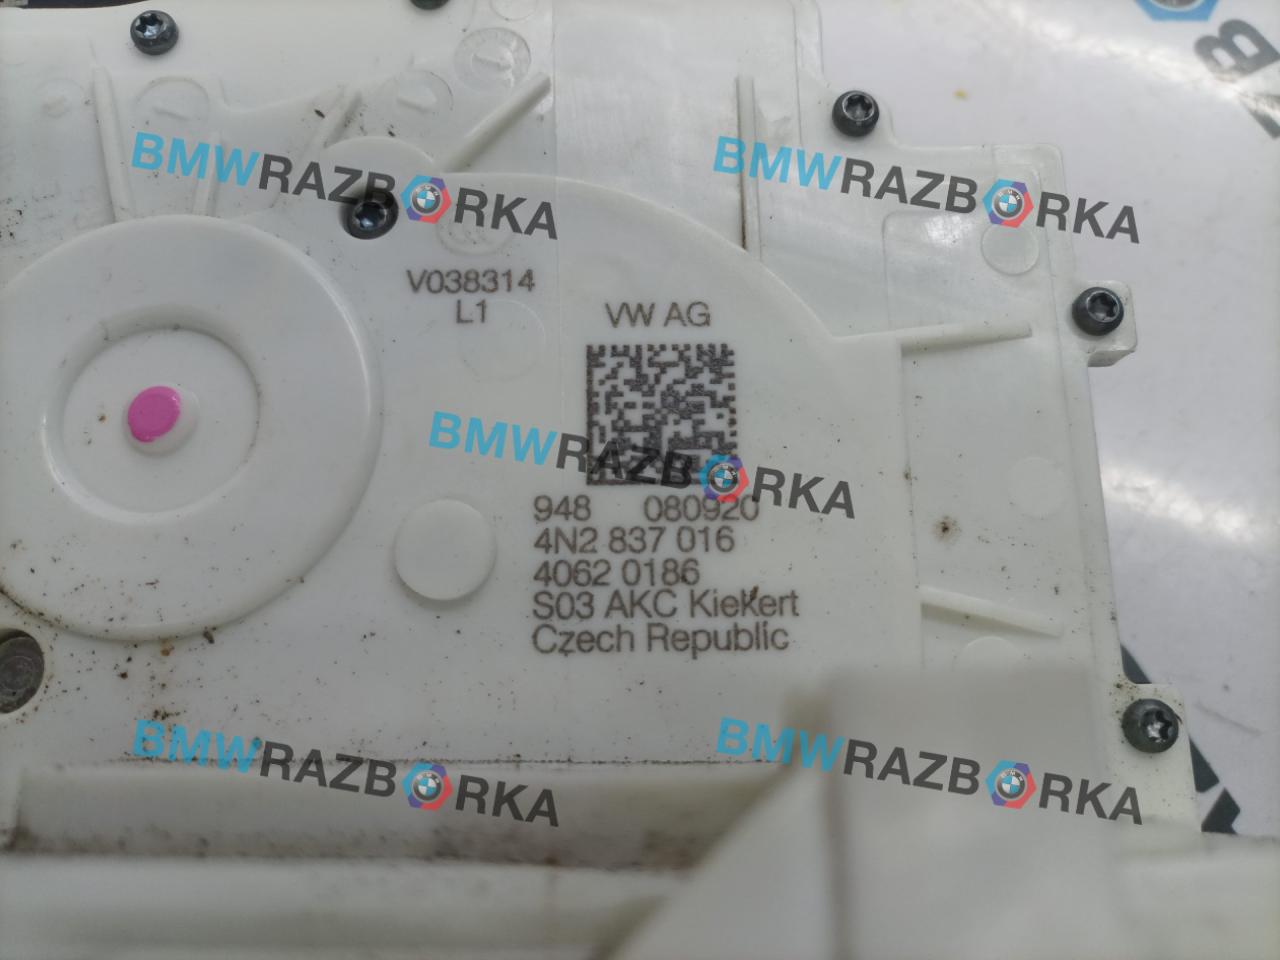 BMWRAZBORKA
BMWRAZBORKA
V038314
L1
VW AG
BMWRAZBORKA
948 080920
4N2 837 016
4062 0186
S03 AKC Kiekert
Czech Republic
BMWRAZBORKA
BMWRAZBORKA